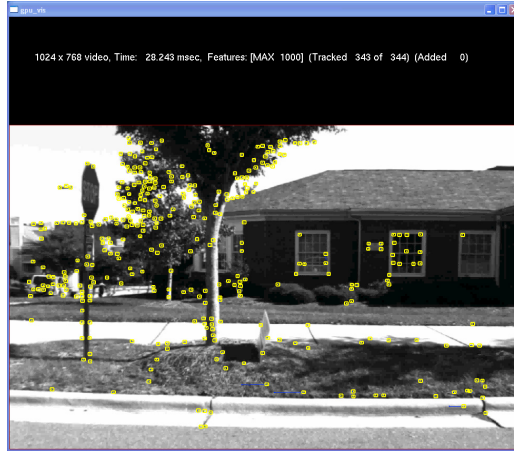 gpu_vis
1024 x 768 video, Time: 28.243 msec, Features: [MAX 1000] (Tracked 343 of 344) (Added 0)